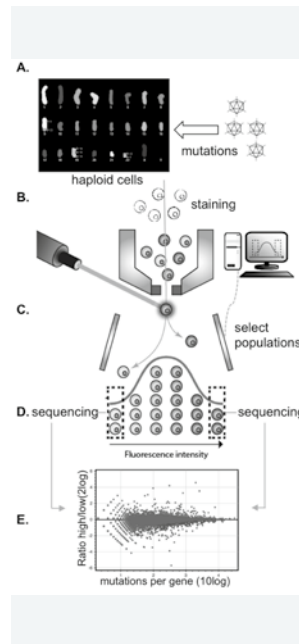 A.
mutations
haploid cells
B.
staining
C.
select
populations
D. sequencing
sequencing
Fluorescence intensity
E.
Ratio high/low(2log)
mutations per gene (10log)